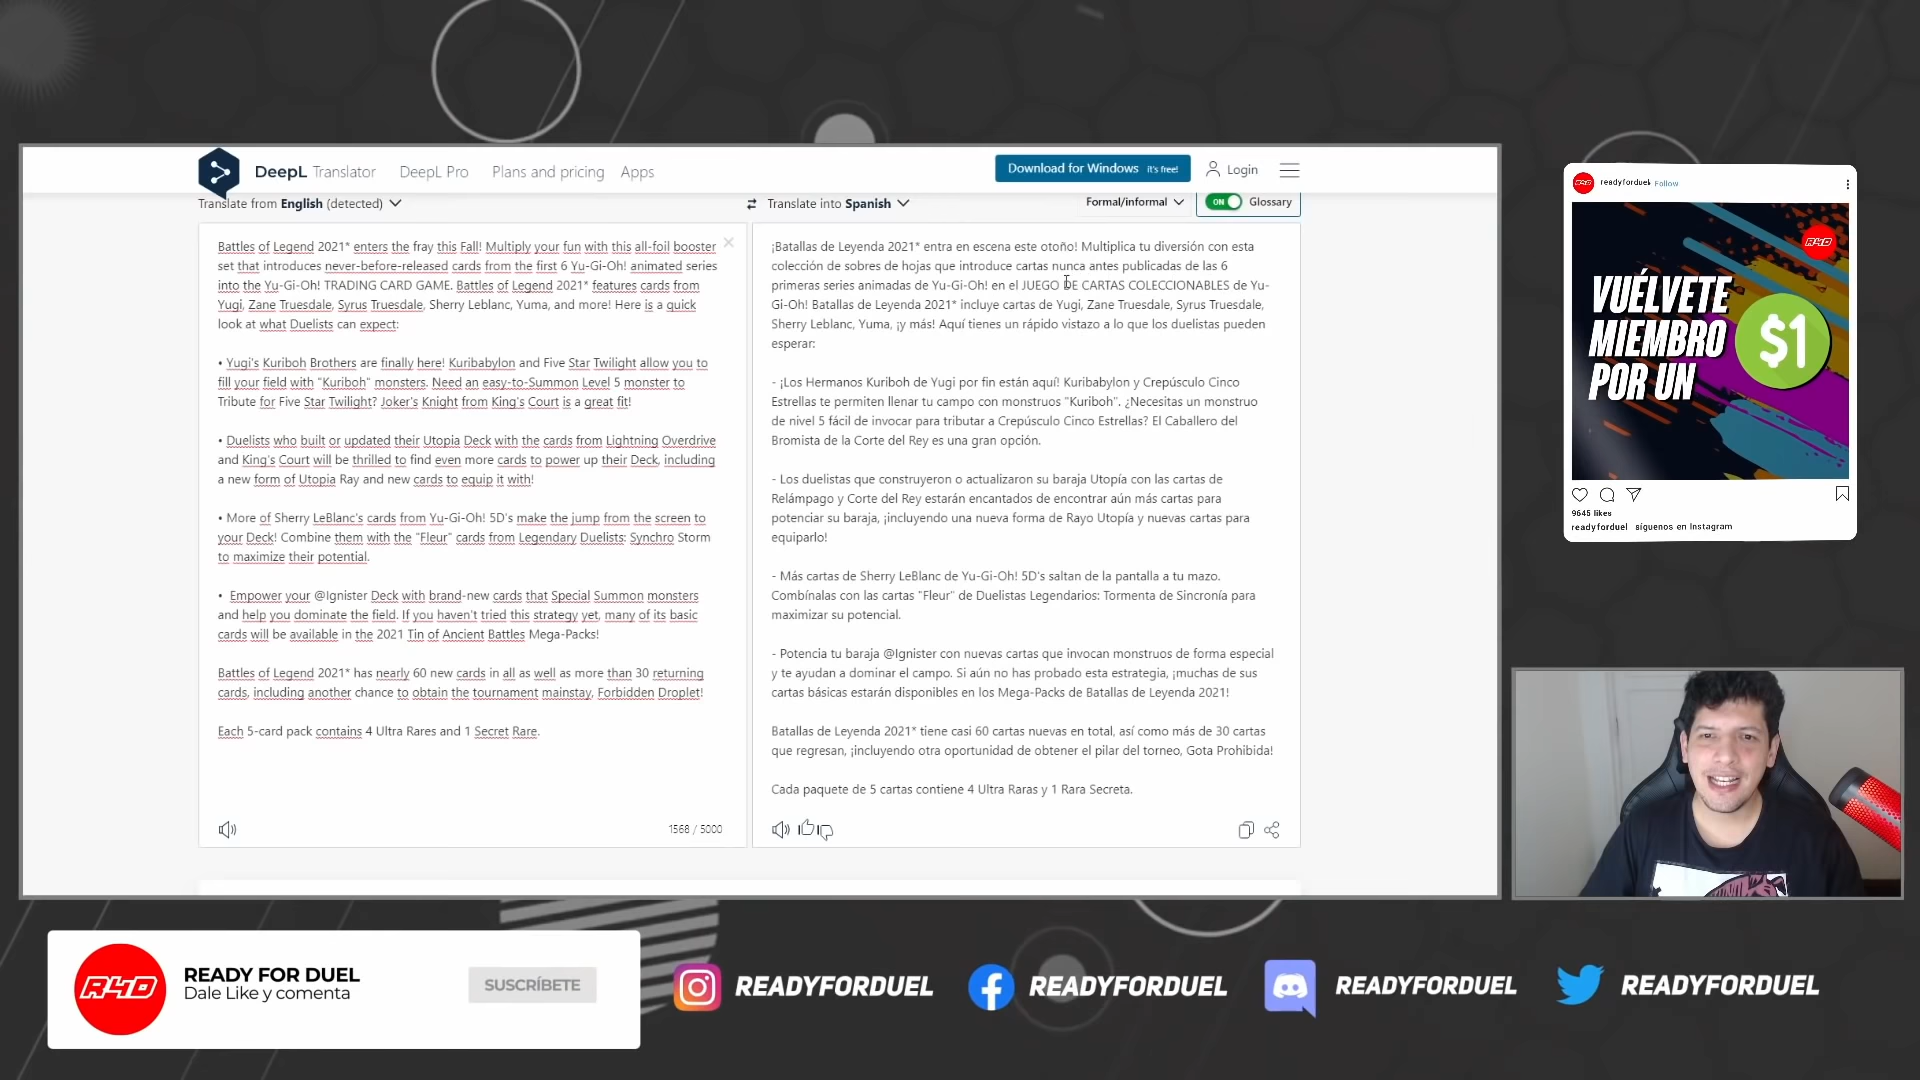 DeepL Translator DeepL Pro Plans and pricing Apps
Download for Windows it's free! Login
Translate from English (detected)
Translate into Spanish
Formal/informal
ON Glossary
Battles of Legend 2021* enters the fray this Fall! Multiply your fun with this all-foil booster
set that introduces never-before-released cards from the first 6 Yu-Gi-Oh! animated series
into the Yu-Gi-Oh! TRADING CARD GAME. Battles of Legend 2021* features cards from
Yugi, Zane Truesdale, Syrus Truesdale, Sherry Leblanc, Yuma, and more! Here is a quick
look at what Duelists can expect:
• Yugi's Kuriboh Brothers are finally here! Kuribabylon and Five Star Twilight allow you to
fill your field with "Kuriboh" monsters. Need an easy-to-Summon Level 5 monster to
Tribute for Five Star Twilight? Joker's Knight from King's Court is a great fit!
• Duelists who built or updated their Utopia Deck with the cards from Lightning Overdrive
and King's Court will be thrilled to find even more cards to power up their Deck, including
a new form of Utopia Ray and new cards to equip it with!
• More of Sherry LeBlanc's cards from Yu-Gi-Oh! 5D's make the jump from the screen to
your Deck! Combine them with the "Fleur" cards from Legendary Duelists: Synchro Storm
to maximize their potential.
• Empower your @Ignister Deck with brand-new cards that Special Summon monsters
and help you dominate the field. If you haven't tried this strategy yet, many of its basic
cards will be available in the 2021 Tin of Ancient Battles Mega-Packs!
Battles of Legend 2021* has nearly 60 new cards in all as well as more than 30 returning
cards, including another chance to obtain the tournament mainstay, Forbidden Droplet!
Each 5-card pack contains 4 Ultra Rares and 1 Secret Rare.
1568 / 5000
¡Batallas de Leyenda 2021* entra en escena este otoño! Multiplica tu diversión con esta
colección de sobres de hojas que introduce cartas nunca antes publicadas de las 6
primeras series animadas de Yu-Gi-Oh! en el JUEGO DE CARTAS COLECCIONABLES de Yu-
Gi-Oh! Batallas de Leyenda 2021* incluye cartas de Yugi, Zane Truesdale, Syrus Truesdale,
Sherry Leblanc, Yuma, ¡y más! Aquí tienes un rápido vistazo a lo que los duelistas pueden
esperar:
- ¡Los Hermanos Kuriboh de Yugi por fin están aquí! Kuribabylon y Crepúsculo Cinco
Estrellas te permiten llenar tu campo con monstruos "Kuriboh". ¿Necesitas un monstruo
de nivel 5 fácil de invocar para tributar a Crepúsculo Cinco Estrellas? El Caballero del
Bromista de la Corte del Rey es una gran opción.
- Los duelistas que construyeron o actualizaron su baraja Utopía con las cartas de
Relámpago y Corte del Rey estarán encantados de encontrar aún más cartas para
potenciar su baraja, ¡incluyendo una nueva forma de Rayo Utopía y nuevas cartas para
equiparlo!
- Más cartas de Sherry LeBlanc de Yu-Gi-Oh! 5D's saltan de la pantalla a tu mazo.
Combínalas con las cartas "Fleur" de Duelistas Legendarios: Tormenta de Sincronía para
maximizar su potencial.
- Potencia tu baraja @Ignister con nuevas cartas que invocan monstruos de forma especial
y te ayudan a dominar el campo. Si aún no has probado esta estrategia, ¡muchas de sus
cartas básicas estarán disponibles en los Mega-Packs de Batallas de Leyenda 2021!
Batallas de Leyenda 2021* tiene casi 60 cartas nuevas en total, así como más de 30 cartas
que regresan, ¡incluyendo otra oportunidad de obtener el pilar del torneo, Gota Prohibida!
Cada paquete de 5 cartas contiene 4 Ultra Raras y 1 Rara Secreta.
R4D readyforduel Follow
R4D
VUÉLVETE
MIEMBRO
POR UN
$1
9645 likes
readyforduel síguenos en Instagram
R4D
READY FOR DUEL
Dale Like y comenta
SUSCRÍBETE
READYFORDUEL
READYFORDUEL
READYFORDUEL
READYFORDUEL